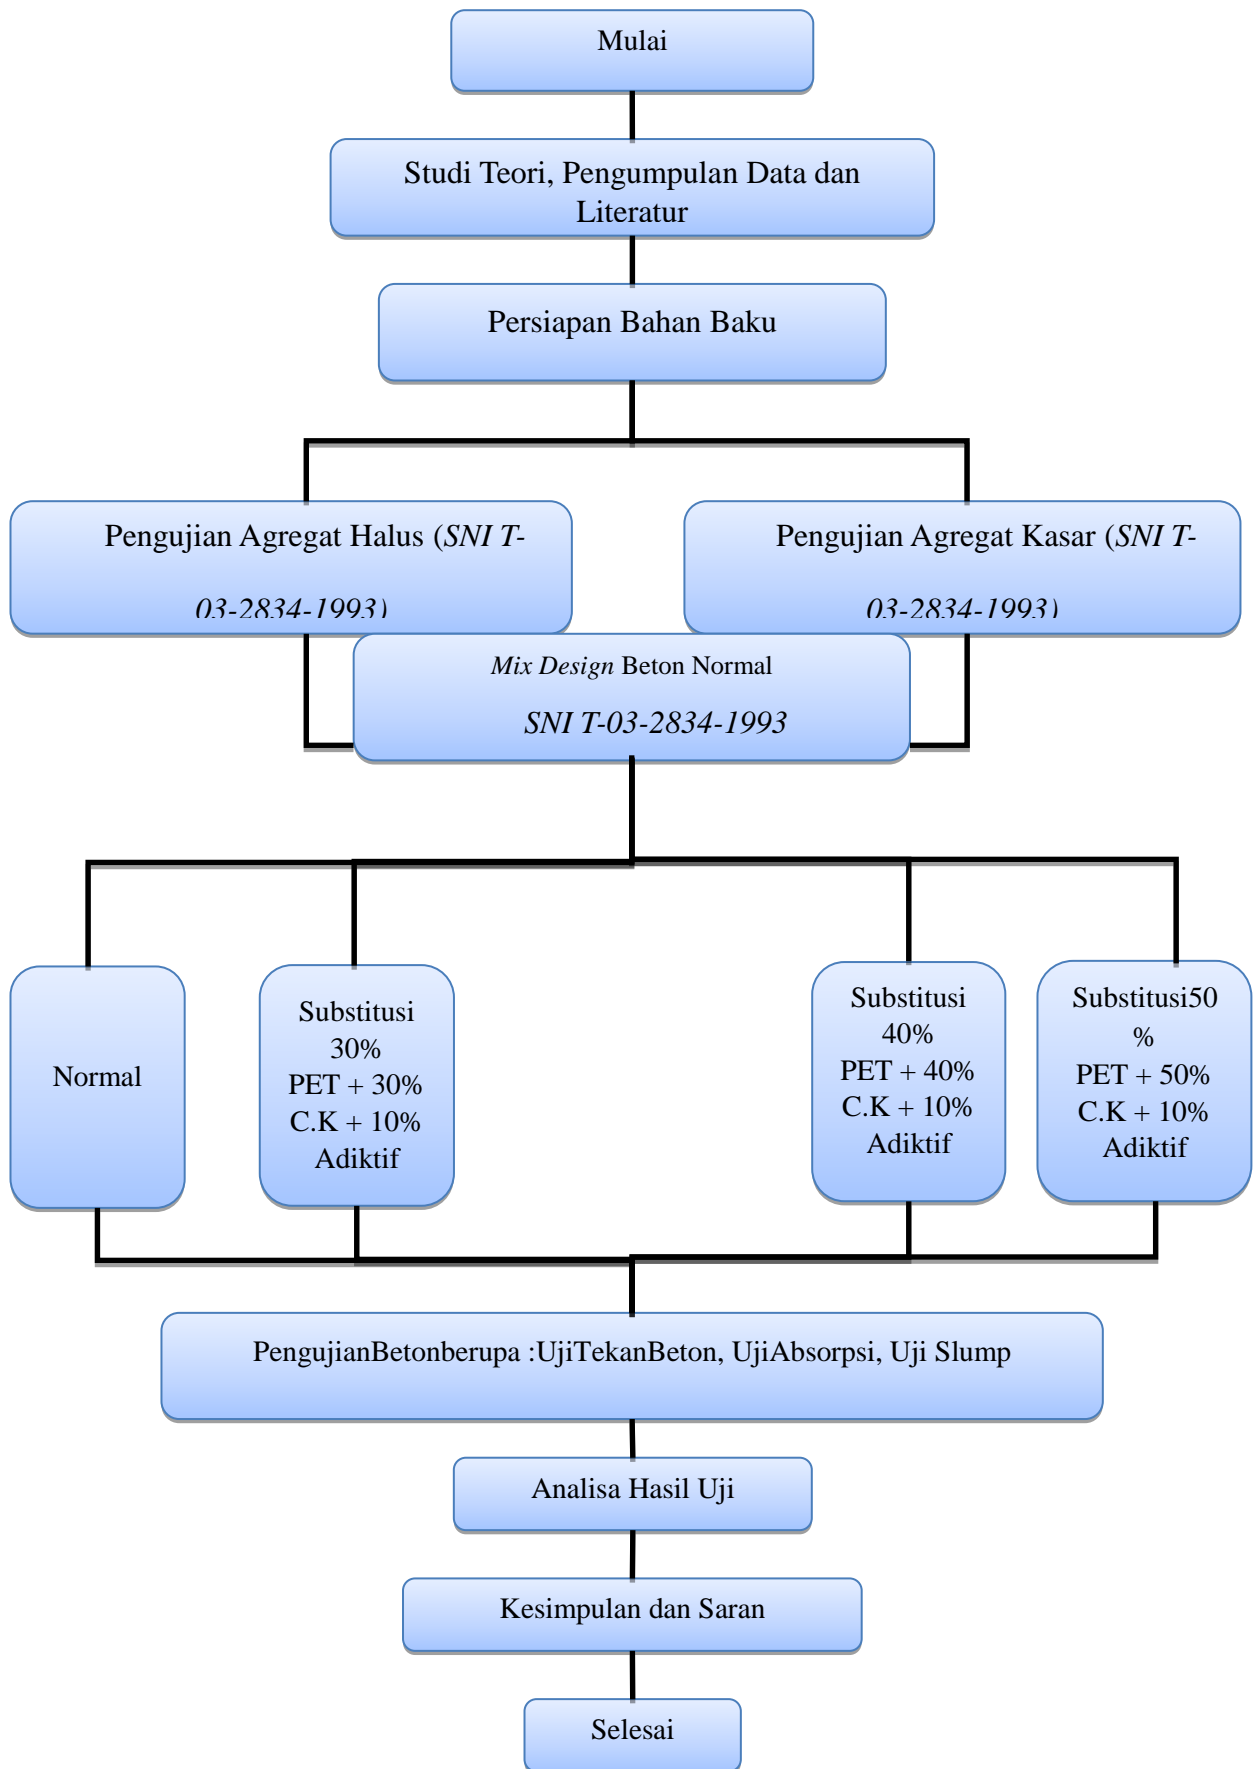 Mulai
Studi Teori, Pengumpulan Data dan
Literatur
Persiapan Bahan Baku
Pengujian Agregat Halus (SNI T-
03-2834-1993)
Pengujian Agregat Kasar (SNI T-
03-2834-1993)
Mix Design Beton Normal
SNI T-03-2834-1993
Normal
Substitusi
30%
PET + 30%
C.K + 10%
Adiktif
Substitusi
40%
PET + 40%
C.K + 10%
Adiktif
Substitusi50
%
PET + 50%
C.K + 10%
Adiktif
PengujianBetonberupa :UjiTekanBeton, UjiAbsorpsi, Uji Slump
Analisa Hasil Uji
Kesimpulan dan Saran
Selesai